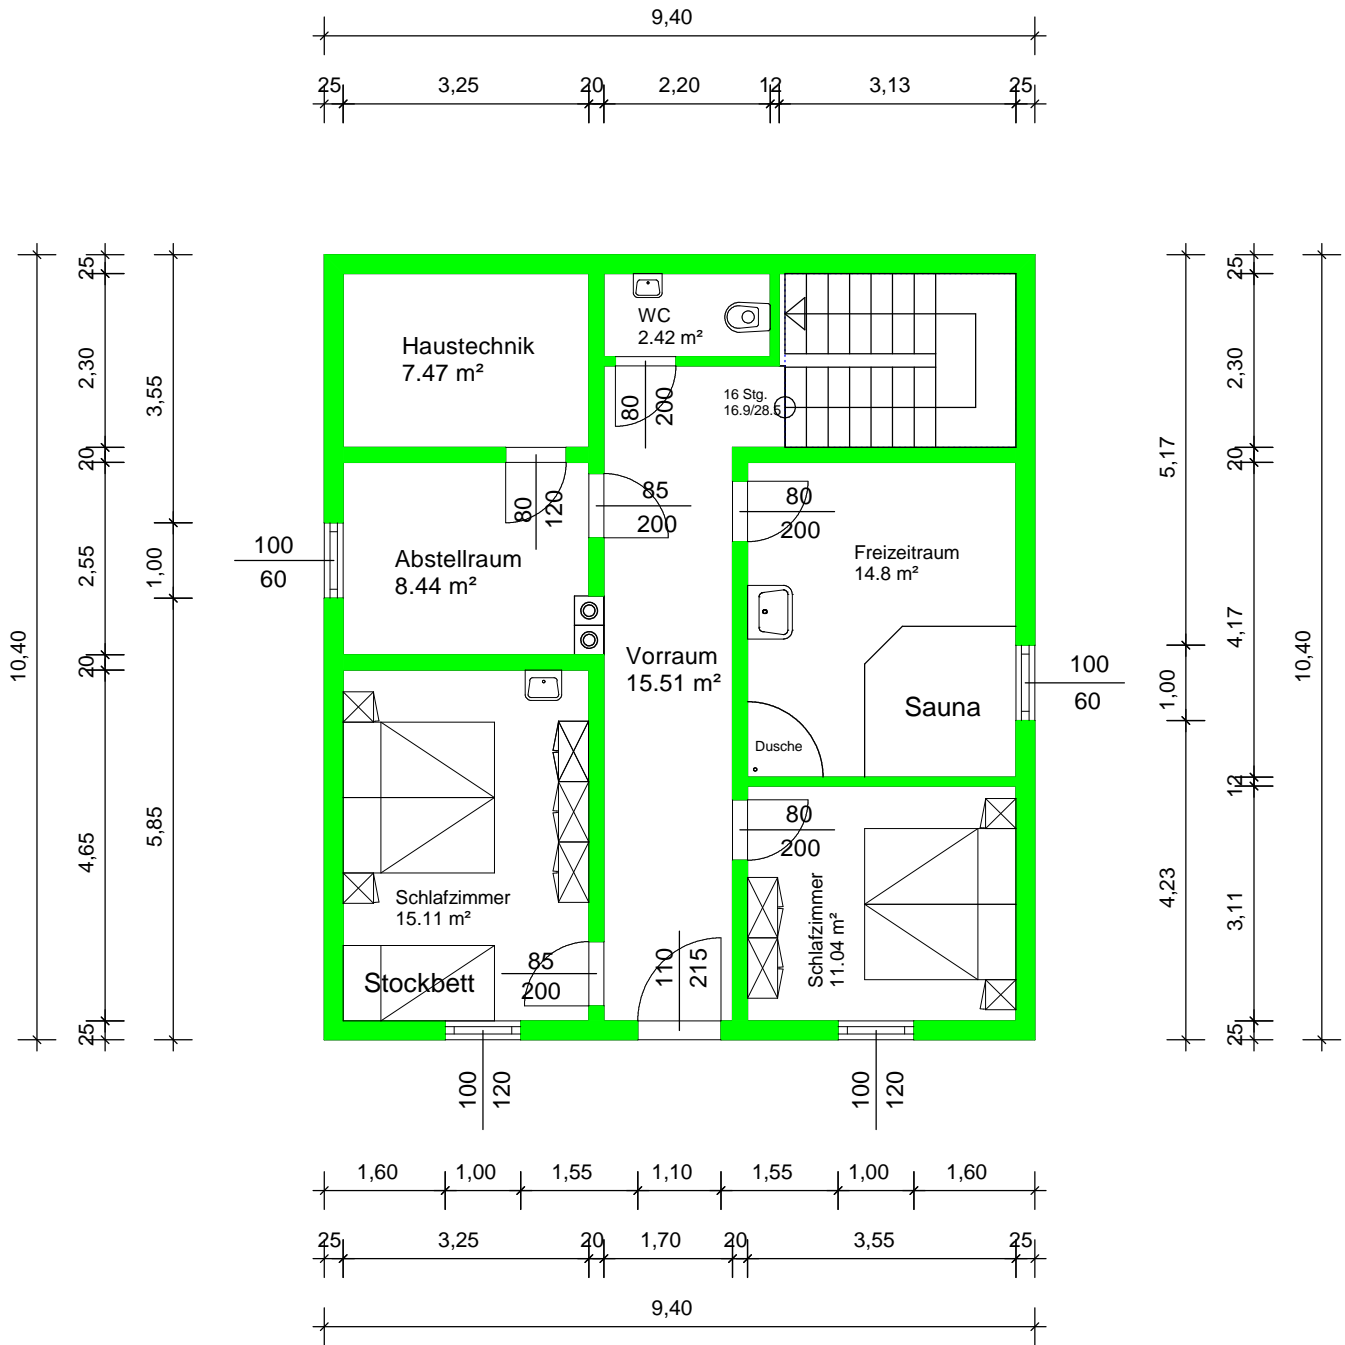 9,40
25 3,25 20 2,20 12 3,13 25
10,40
25
2,30
20
2,55
20
4,65
25
3,55
1,00
5,85
Haustechnik
7.47 m²
WC
2.42 m²
80
200
16 Stg.
16.9/28.5
80
120
85
200
80
200
100
60
Abstellraum
8.44 m²
Freizeitraum
14.8 m²
Vorraum
15.51 m²
Sauna
100
60
Dusche
80
200
Schlafzimmer
15.11 m²
Schlafzimmer
11.04 m²
Stockbett
85
200
110
215
100
120
100
120
5,17
1,00
4,23
25
2,30
20
4,17
12
3,11
25
10,40
1,60 1,00 1,55 1,10 1,55 1,00 1,60
25 3,25 20 1,70 20 3,55 25
9,40